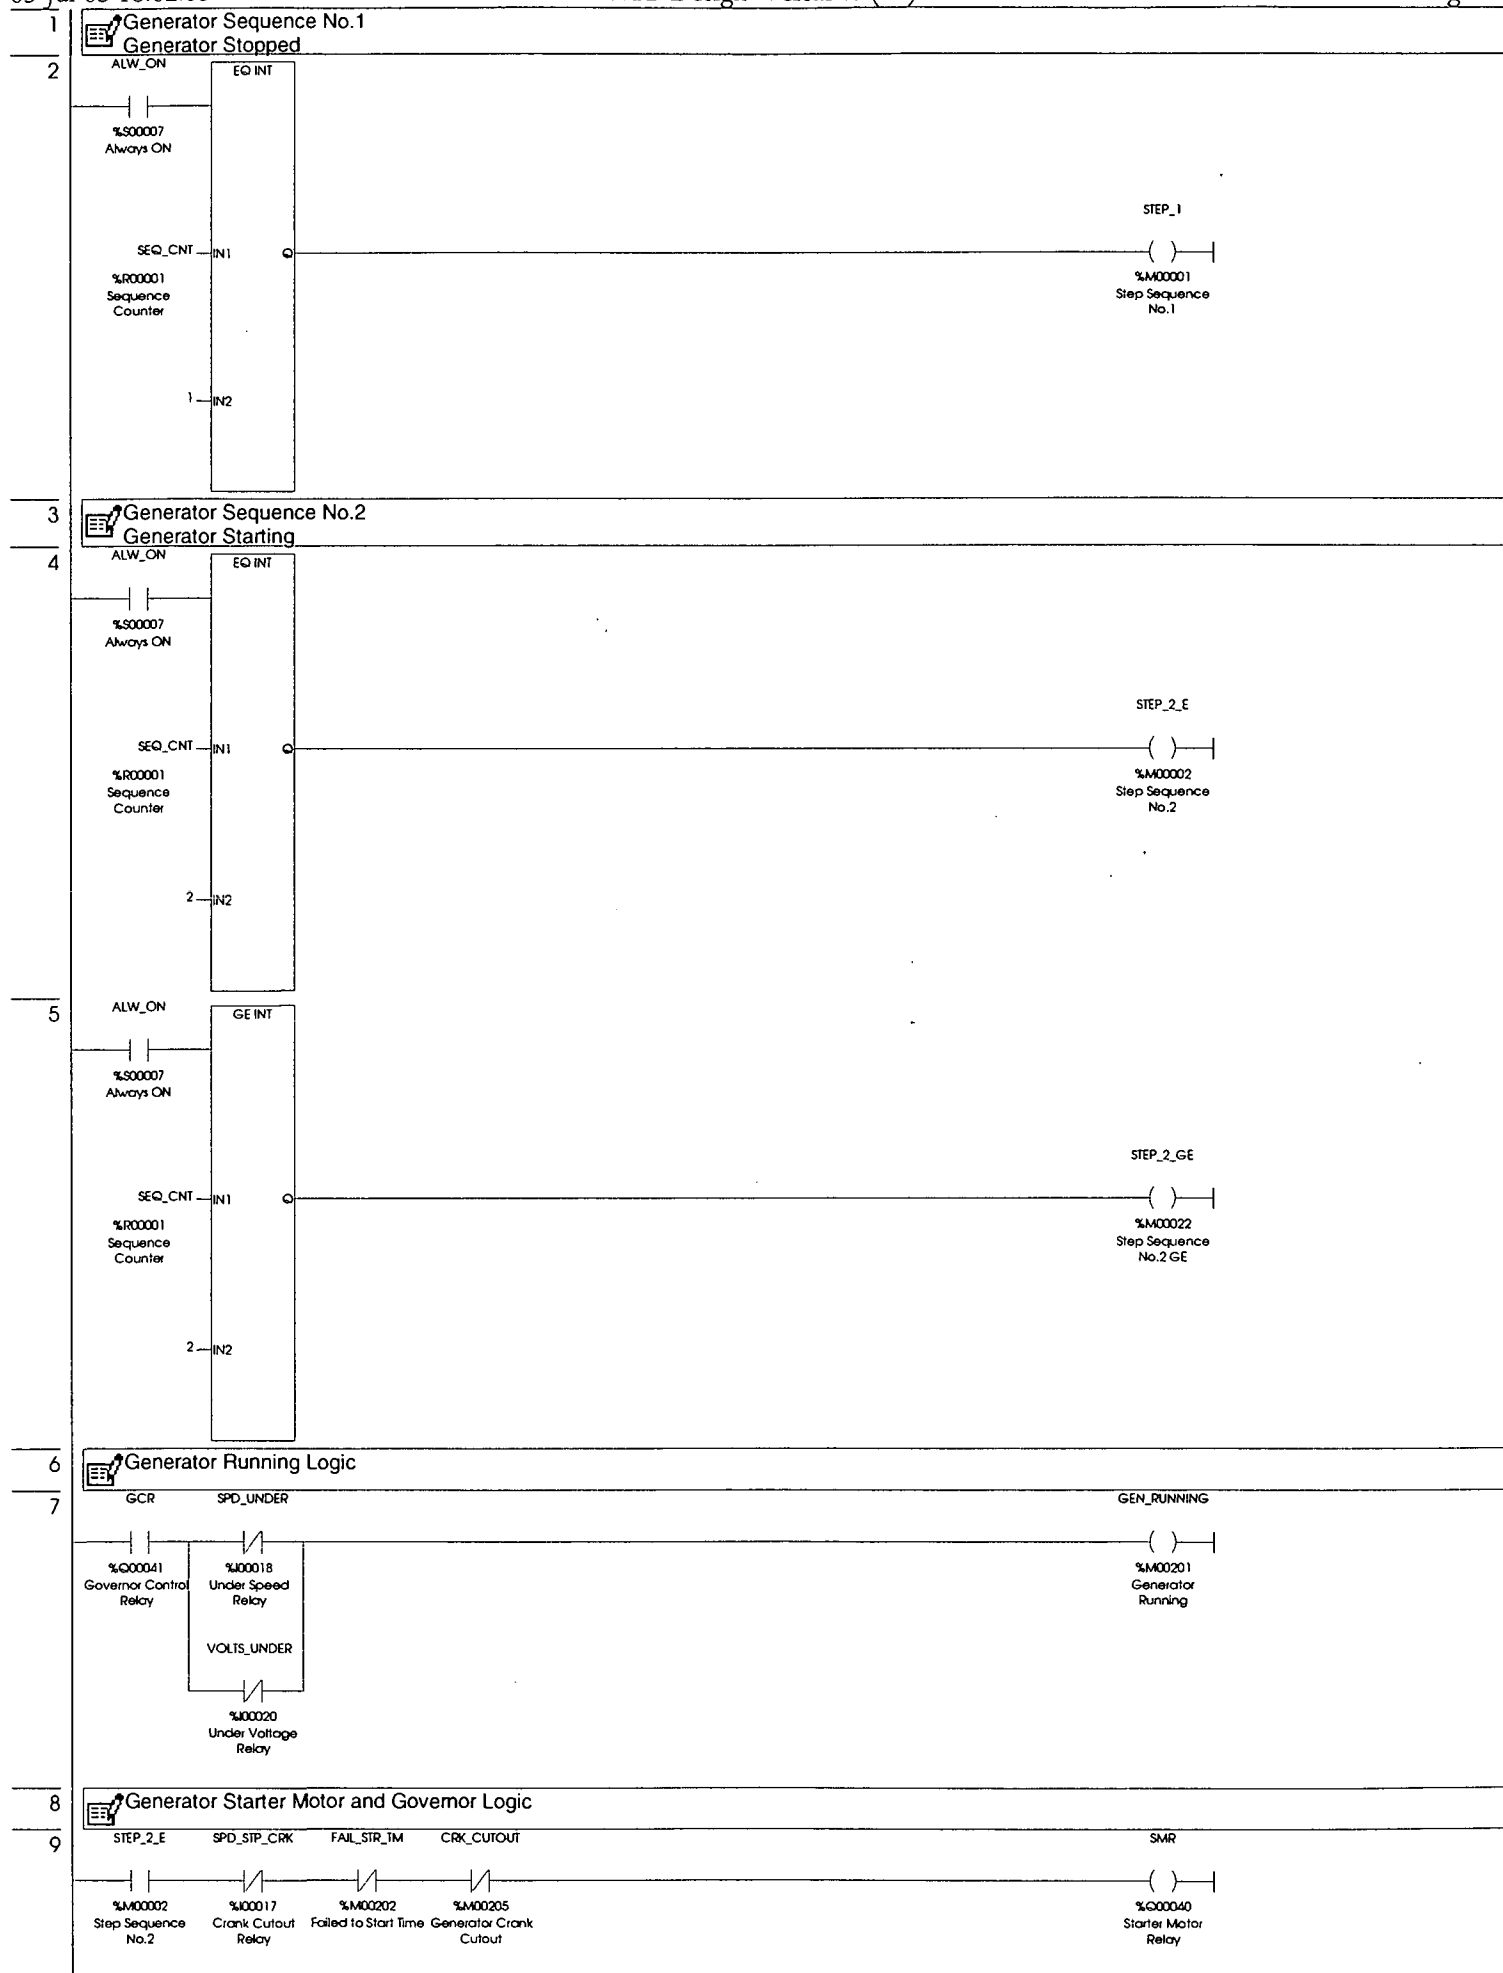 1
Generator Sequence No.1
Generator Stopped
2
ALW_ON
EQ INT
%S00007
Always ON
STEP_1
SEQ_CNT
IN1
Q
%R00001
Sequence
Counter
%M00001
Step Sequence
No.1
1
IN2
3
Generator Sequence No.2
Generator Starting
4
ALW_ON
EQ INT
%S00007
Always ON
STEP_2_E
SEQ_CNT
IN1
Q
%R00001
Sequence
Counter
%M00002
Step Sequence
No.2
2
IN2
5
ALW_ON
GE INT
%S00007
Always ON
STEP_2_GE
SEQ_CNT
IN1
Q
%R00001
Sequence
Counter
%M00022
Step Sequence
No.2 GE
2
IN2
6
Generator Running Logic
7
GCR SPD_UNDER GEN_RUNNING
%Q00041
Governor Control
Relay
%I00018
Under Speed
Relay
%M00201
Generator
Running
VOLTS_UNDER
%I00020
Under Voltage
Relay
8
Generator Starter Motor and Governor Logic
9
STEP_2_E SPD_STP_CRK FAIL_STR_TM CRK_CUTOUT SMR
%M00002
Step Sequence
No.2
%I00017
Crank Cutout
Relay
%M00202
Failed to Start Time
%M00205
Generator Crank
Cutout
%Q00040
Starter Motor
Relay